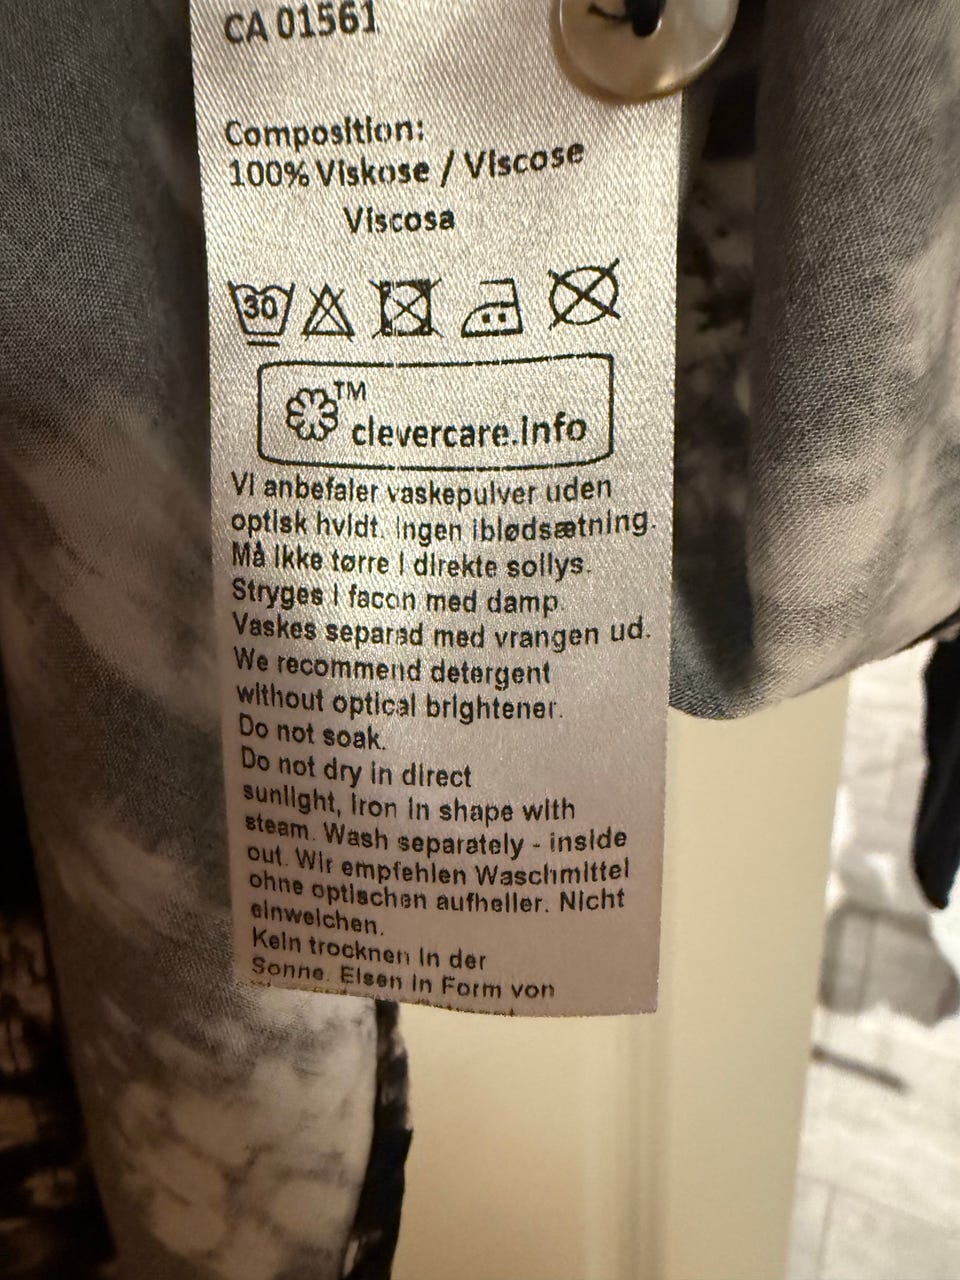 CA 01561
Composition:
100% Viskose / Viscose
Viscosa
30
TM
clevercare.info
Vi anbefaler vaskepulver uden
optisk hvidt. Ingen iblødsætning.
Må ikke tørre i direkte sollys.
Stryges i facon med damp.
Vaskes separad med vrangen ud.
We recommend detergent
without optical brightener.
Do not soak.
Do not dry in direct
sunlight, Iron in shape with
steam. Wash separately - inside
out. Wir empfehlen Waschmittel
ohne optischen aufheller. Nicht
einweichen.
Kein trocknen in der
Sonne. Eisen in Form von